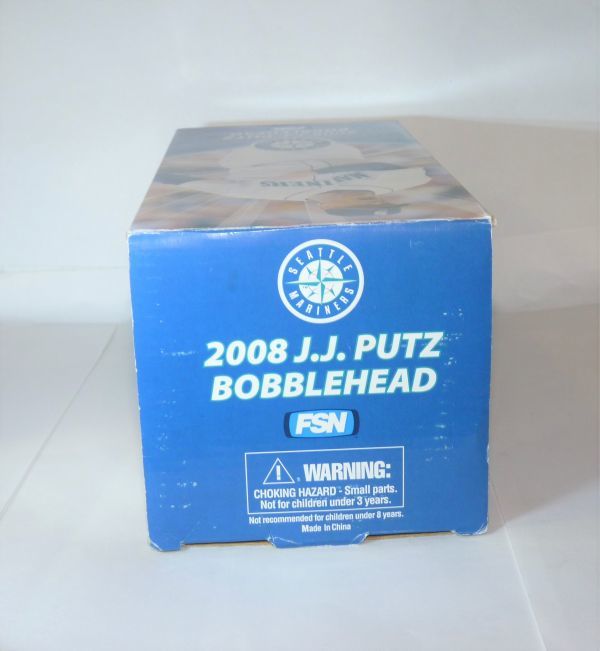 MARINERS
SEATTLE
MARINERS
2008 J.J. PUTZ
BOBBLEHEAD
FSN
WARNING:
CHOKING HAZARD - Small parts.
Not for children under 3 years.
Not recommended for children under 8 years.
Made in China